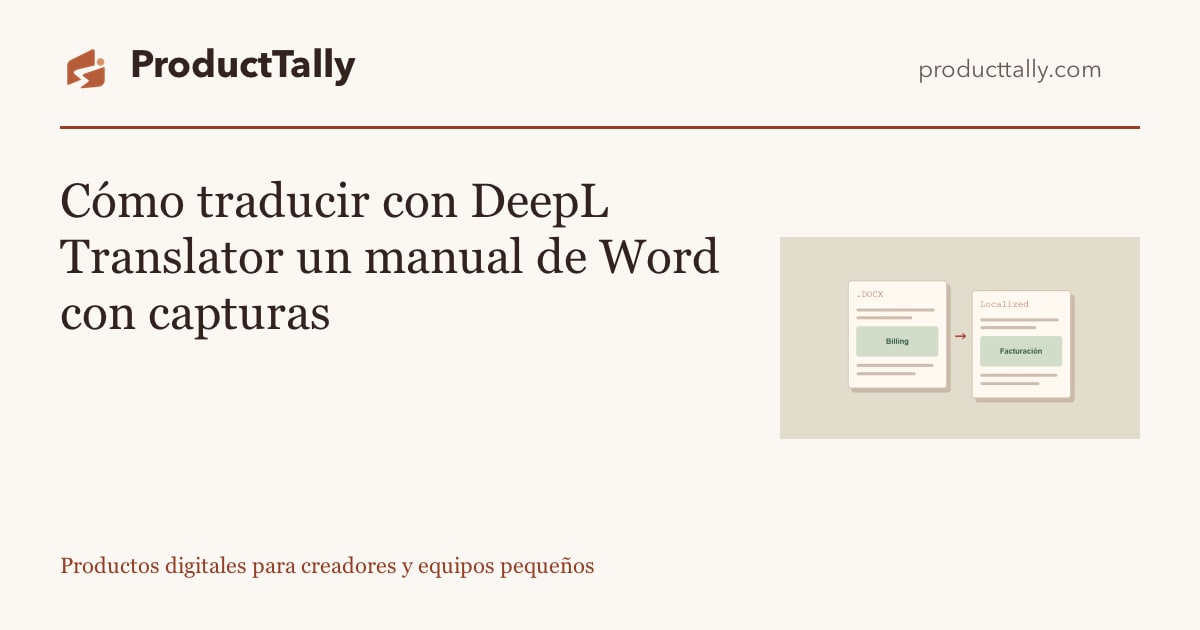 ProductTally
producttally.com
Cómo traducir con DeepL
Translator un manual de Word
con capturas
.DOCX
Billing
→
Localized
Facturación
Productos digitales para creadores y equipos pequeños